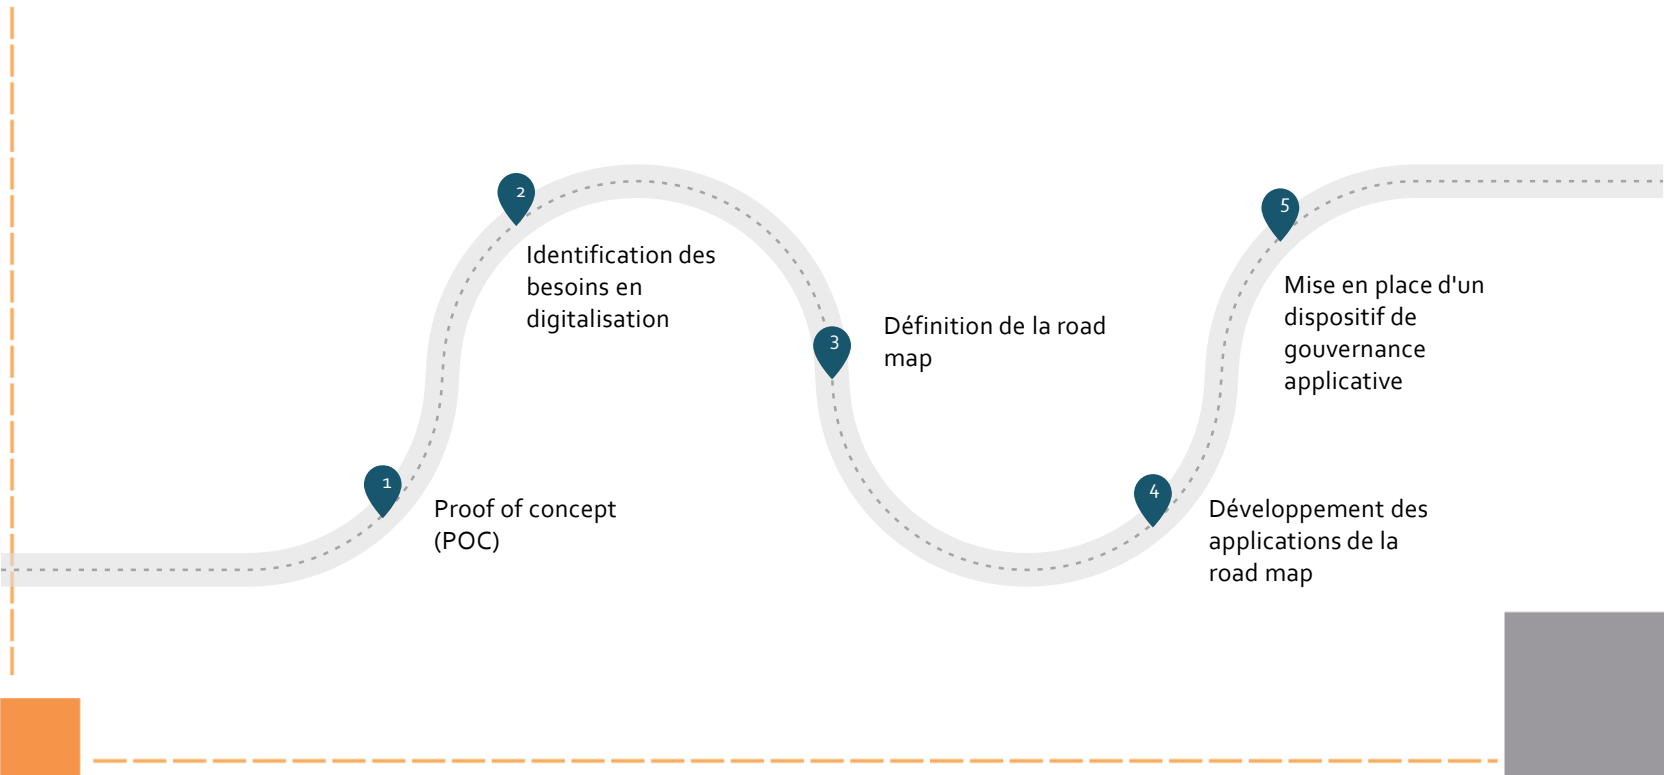 1
Proof of concept
(POC)
2
Identification des
besoins en
digitalisation
3
Définition de la road
map
4
Développement des
applications de la
road map
5
Mise en place d'un
dispositif de
gouvernance
applicative